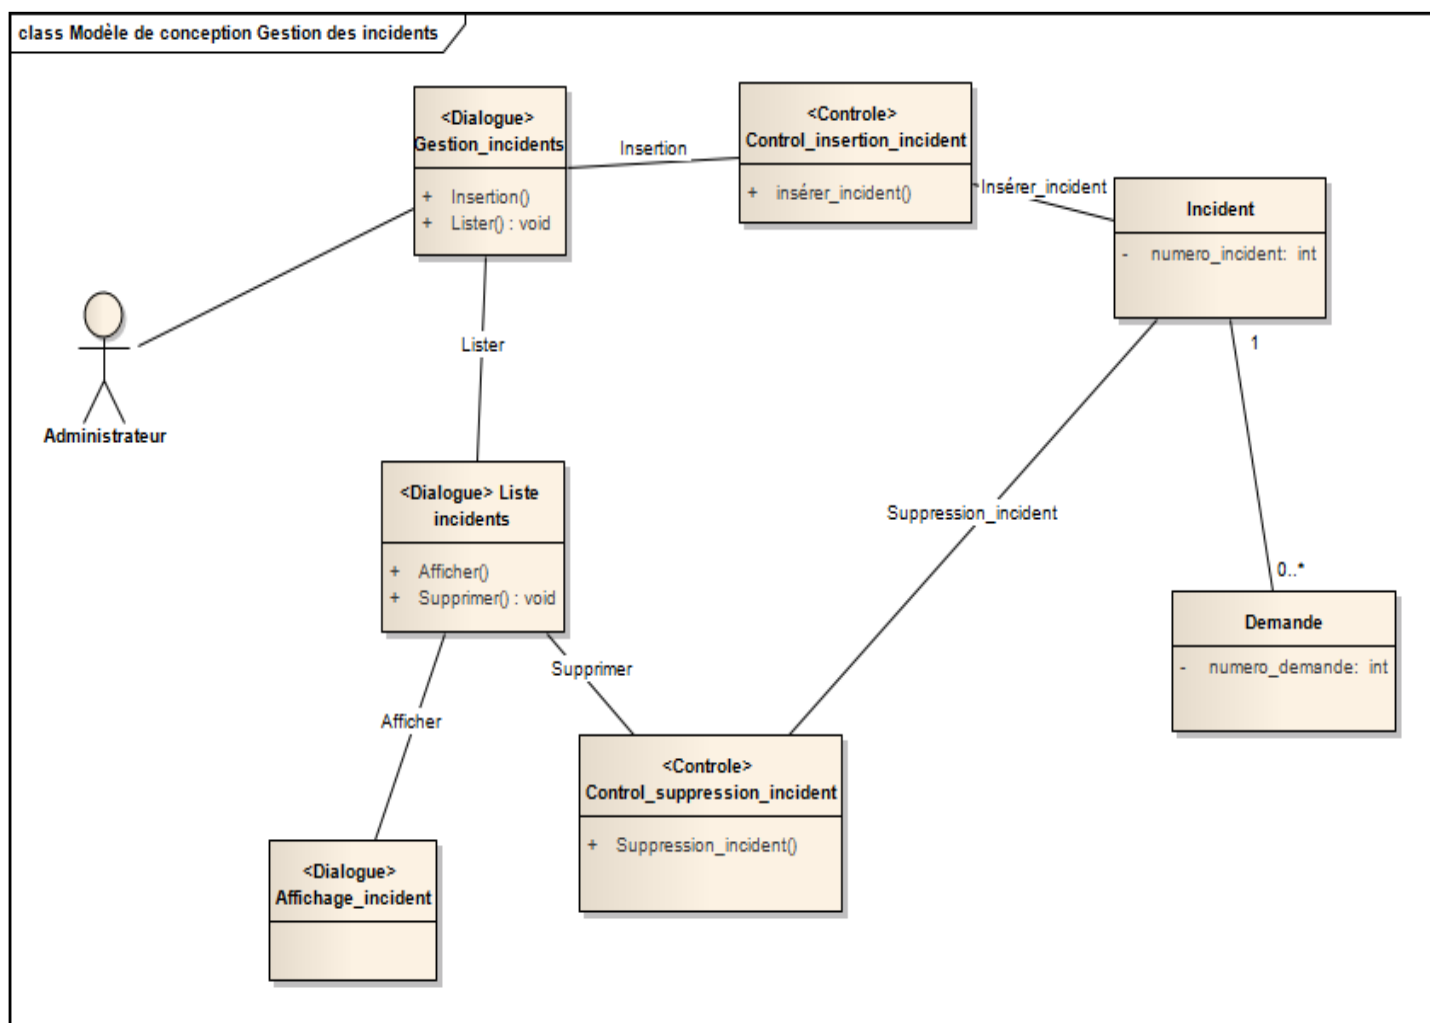 class Modèle de conception Gestion des incidents
<Dialogue>
Gestion_incidents
+ Insertion()
+ Lister() : void
Insertion
<Controle>
Control_insertion_incident
+ insérer_incident()
Insérer_incident
Incident
- numero_incident: int
1
Lister
Administrateur
<Dialogue> Liste
incidents
+ Afficher()
+ Supprimer() : void
Suppression_incident
0..*
Demande
- numero_demande: int
Supprimer
Afficher
<Controle>
Control_suppression_incident
+ Suppression_incident()
<Dialogue>
Affichage_incident